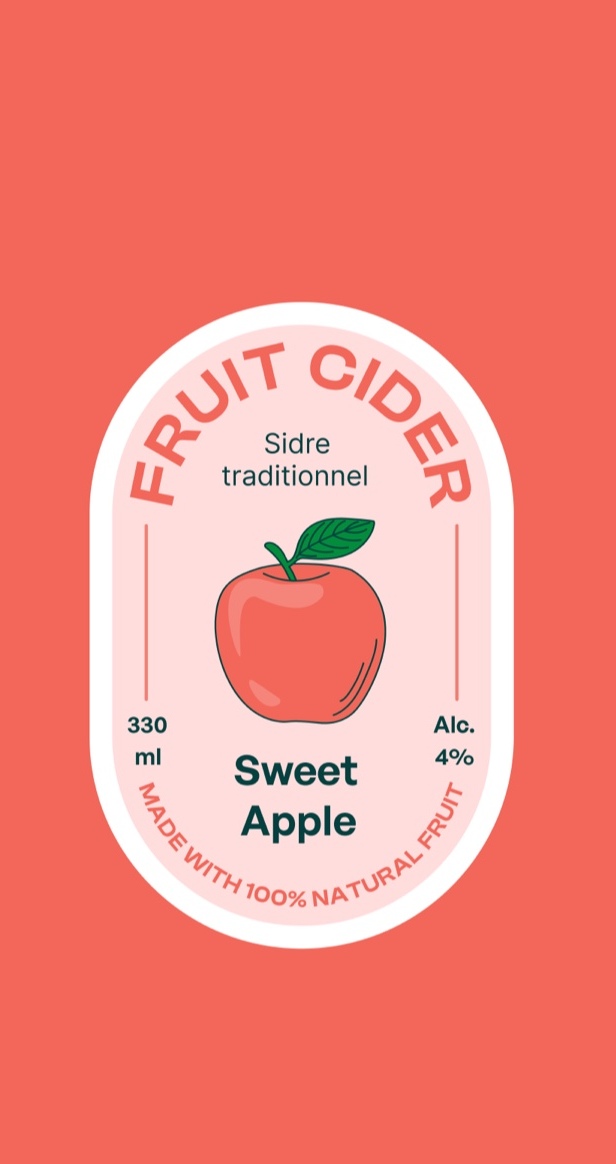 FRUIT CIDER
Sidre
traditionnel
330
ml
Alc.
4%
Sweet
Apple
MADE WITH 100% NATURAL FRUIT